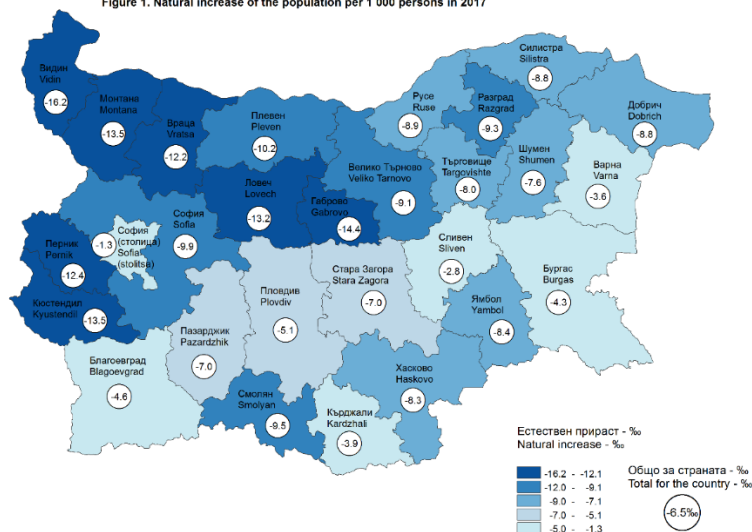 Figure 1. Natural increase of the population per 1 000 persons in 2017
Видин
Vidin
-16.2
Монтана
Montana
-13.5
Враца
Vratsa
-12.2
Плевен
Pleven
-10.2
Ловеч
Lovech
-13.2
Габрово
Gabrovo
-14.4
Велико Търново
Veliko Tarnovo
-9.1
Русе
Ruse
-8.9
Разград
Razgrad
-9.3
Силистра
Silistra
-8.8
Добрич
Dobrich
-8.8
Търговище
Targovishte
-8.0
Шумен
Shumen
-7.6
Варна
Varna
-3.6
София
Sofia
-9.9
София
(столица)
Sofia
(stolitsa)
-1.3
Перник
Pernik
-12.4
Кюстендил
Kyustendil
-13.5
Благоевград
Blagoevgrad
-4.6
Пазарджик
Pazardzhik
-7.0
Пловдив
Plovdiv
-5.1
Стара Загора
Stara Zagora
-7.0
Сливен
Sliven
-2.8
Ямбол
Yambol
-8.4
Бургас
Burgas
-4.3
Смолян
Smolyan
-9.5
Кърджали
Kardzhali
-3.9
Хасково
Haskovo
-8.3
Естествен прираст - ‰
Natural increase - ‰
-16.2 - -12.1
-12.0 - -9.1
-9.0 - -7.1
-7.0 - -5.1
-5.0 - -1.3
Общо за страната - ‰
Total for the country - ‰
-6.5‰